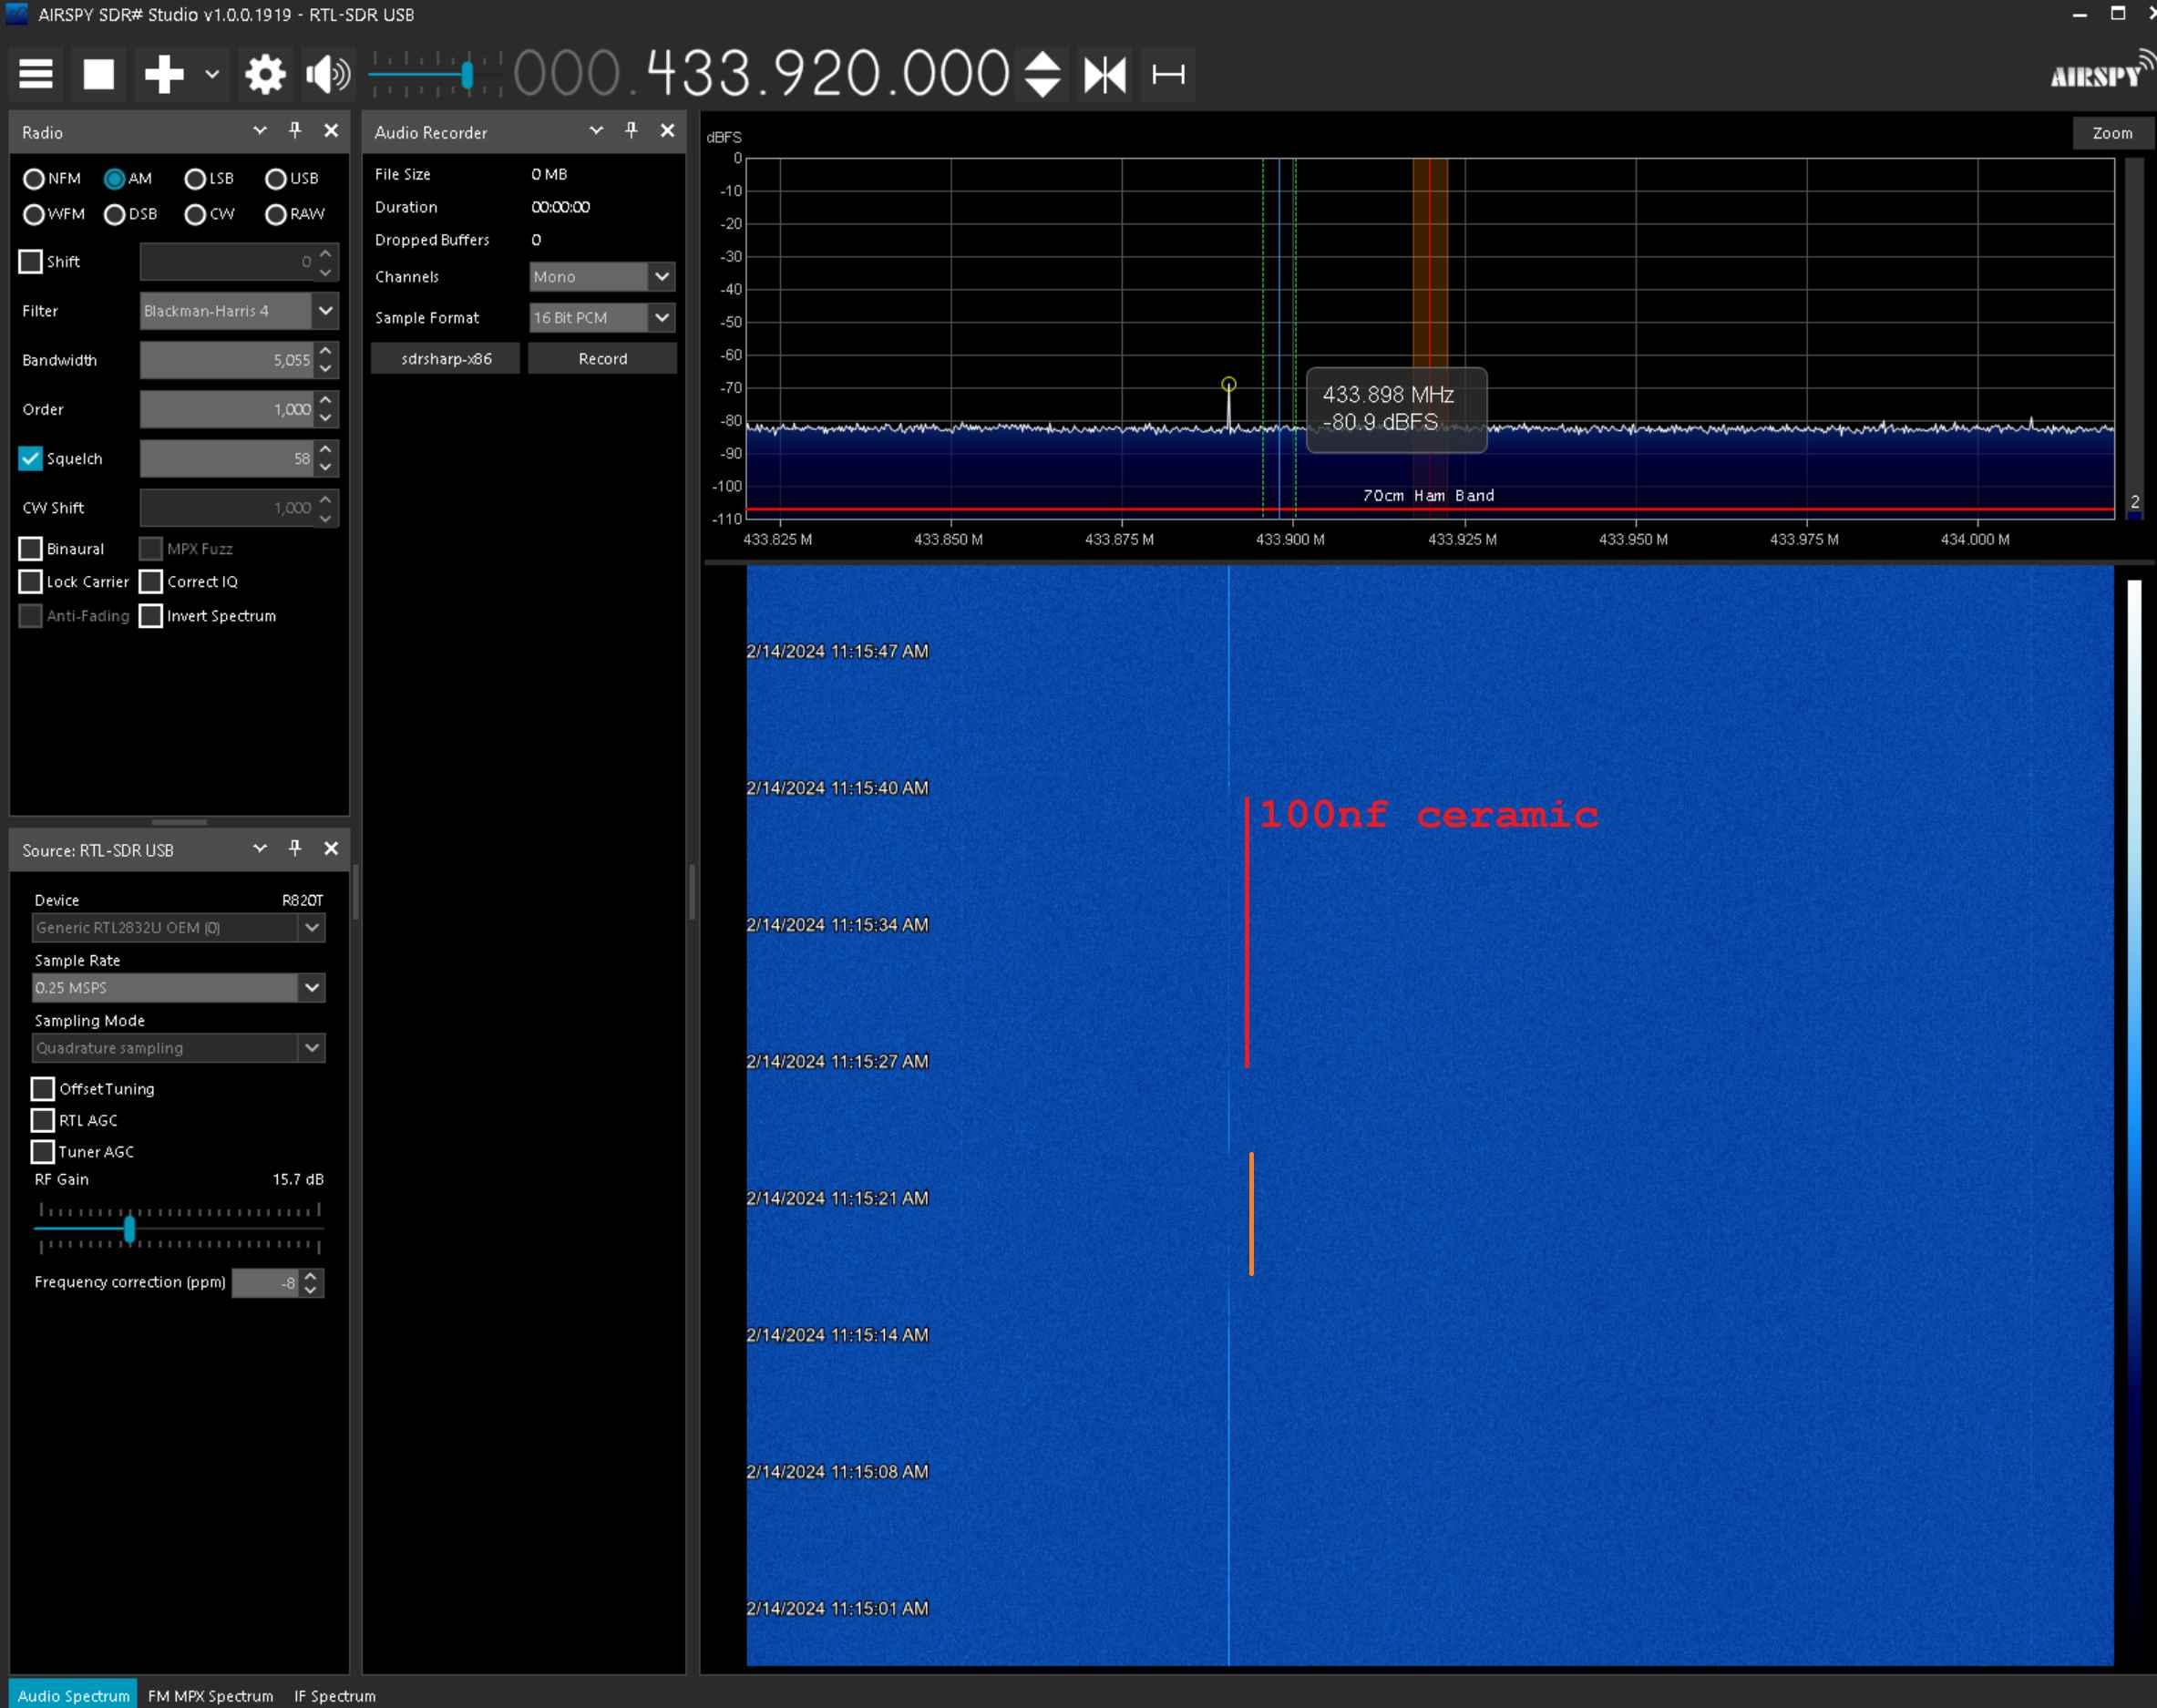 AIRSPY SDR# Studio v1.0.0.1919 - RTL-SDR USB
000.433.920.000
AIRSPY
Radio
NFM AM LSB USB
WFM DSB CW RAW
Shift 0
Filter Blackman-Harris 4
Bandwidth 5,055
Order 1,000
Squelch 58
CW Shift 1,000
Binaural MPX Fuzz
Lock Carrier Correct IQ
Anti-Fading Invert Spectrum
Source: RTL-SDR USB
Device R820T
Generic RTL2832U OEM (0)
Sample Rate
0.25 MSPS
Sampling Mode
Quadrature sampling
Offset Tuning
RTL AGC
Tuner AGC
RF Gain 15.7 dB
Frequency correction (ppm) -8
Audio Recorder
File Size 0 MB
Duration 00:00:00
Dropped Buffers 0
Channels Mono
Sample Format 16 Bit PCM
sdrsharp-x86 Record
dBFS
Zoom
0
-10
-20
-30
-40
-50
-60
-70
-80
-90
-100
-110
433.898 MHz
-80.9 dBFS
70cm Ham Band
2
433.825 M 433.850 M 433.875 M 433.900 M 433.925 M 433.950 M 433.975 M 434.000 M
2/14/2024 11:15:47 AM
2/14/2024 11:15:40 AM
100nf ceramic
2/14/2024 11:15:34 AM
2/14/2024 11:15:27 AM
2/14/2024 11:15:21 AM
2/14/2024 11:15:14 AM
2/14/2024 11:15:08 AM
2/14/2024 11:15:01 AM
Audio Spectrum FM MPX Spectrum IF Spectrum